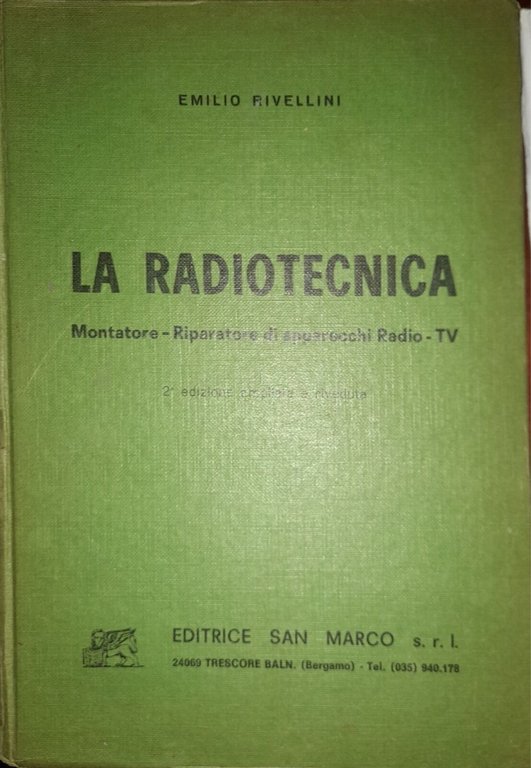 EMILIO RIVELLINI
LA RADIOTECNICA
Montatore - Riparatore di apparecchi Radio - TV
2ª edizione ampliata e riveduta
EDITRICE SAN MARCO s. r. l.
24069 TRESCORE BALN. (Bergamo) - Tel. (035) 940.178